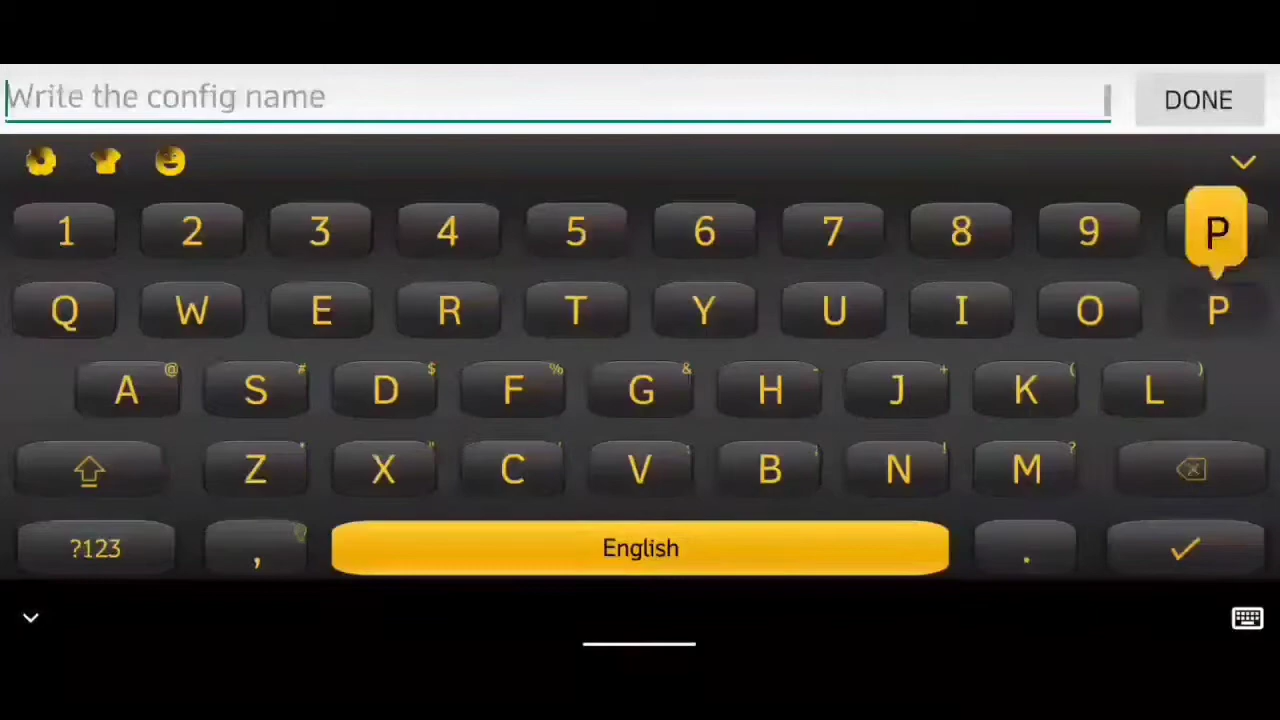 Write the config name
DONE
1 2 3 4 5 6 7 8 9 P
Q W E R T Y U I O P
@ # $ % & - + ( )
A S D F G H J K L
* " ' : ; ! ?
Z X C V B N M
?123 , English .